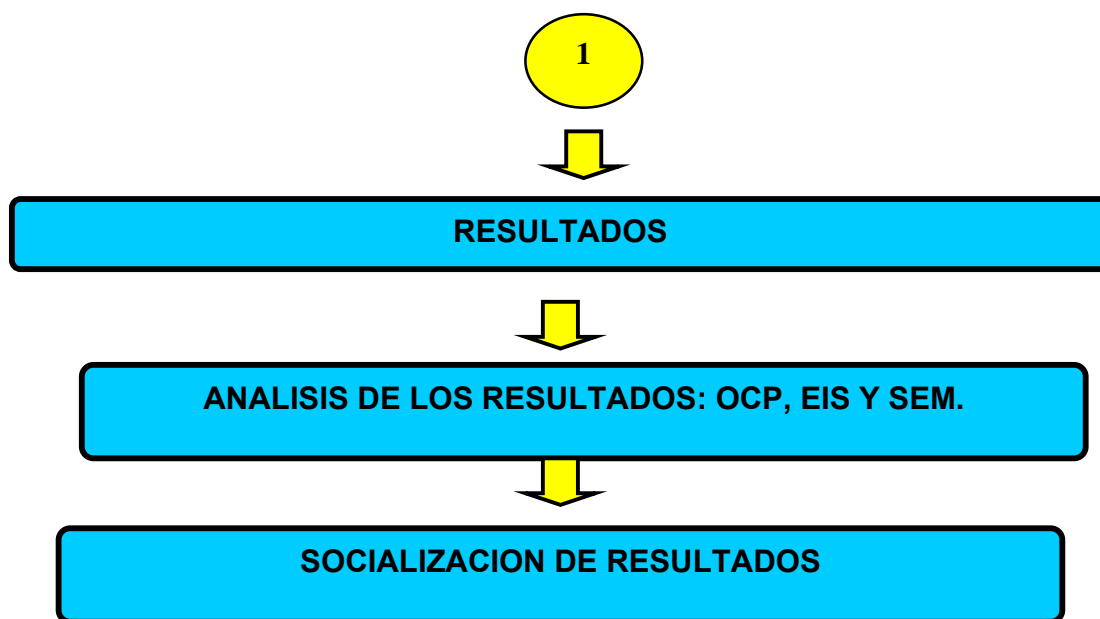 1
RESULTADOS
ANALISIS DE LOS RESULTADOS: OCP, EIS Y SEM.
SOCIALIZACION DE RESULTADOS